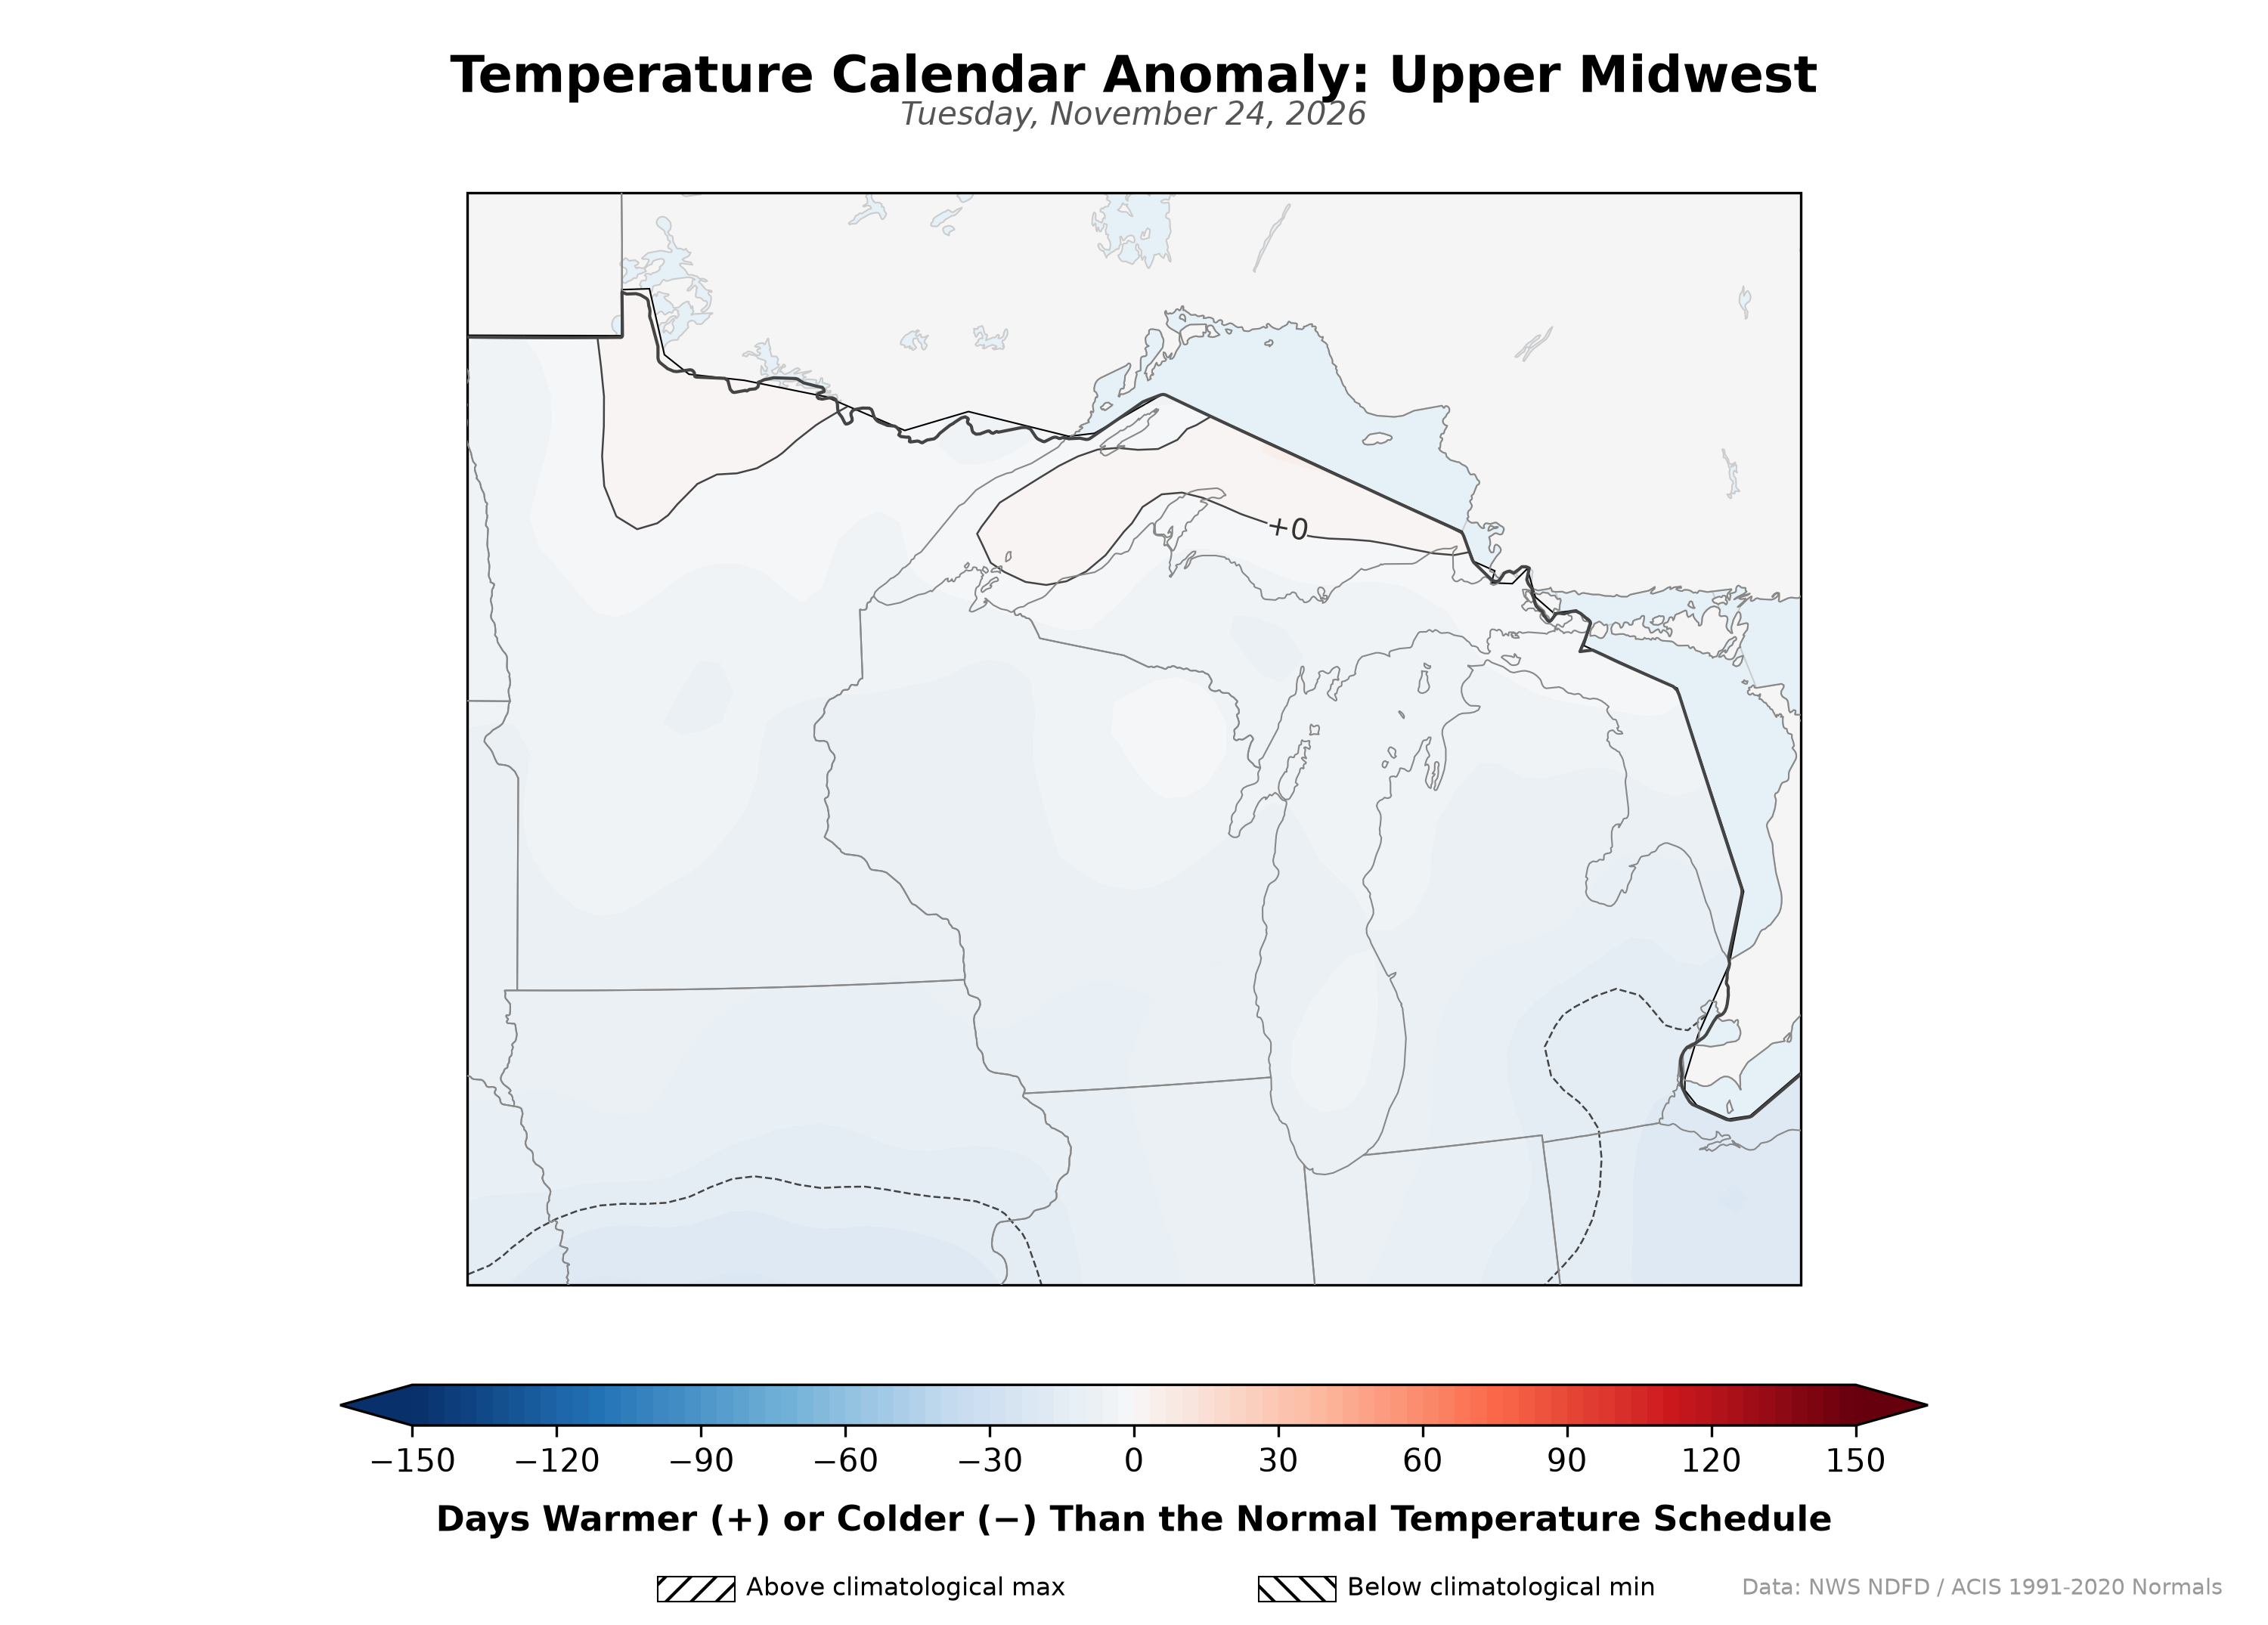 Temperature Calendar Anomaly: Upper Midwest
Tuesday, November 24, 2026
+0
−150 −120 −90 −60 −30 0 30 60 90 120 150
Days Warmer (+) or Colder (−) Than the Normal Temperature Schedule
Above climatological max Below climatological min Data: NWS NDFD / ACIS 1991-2020 Normals